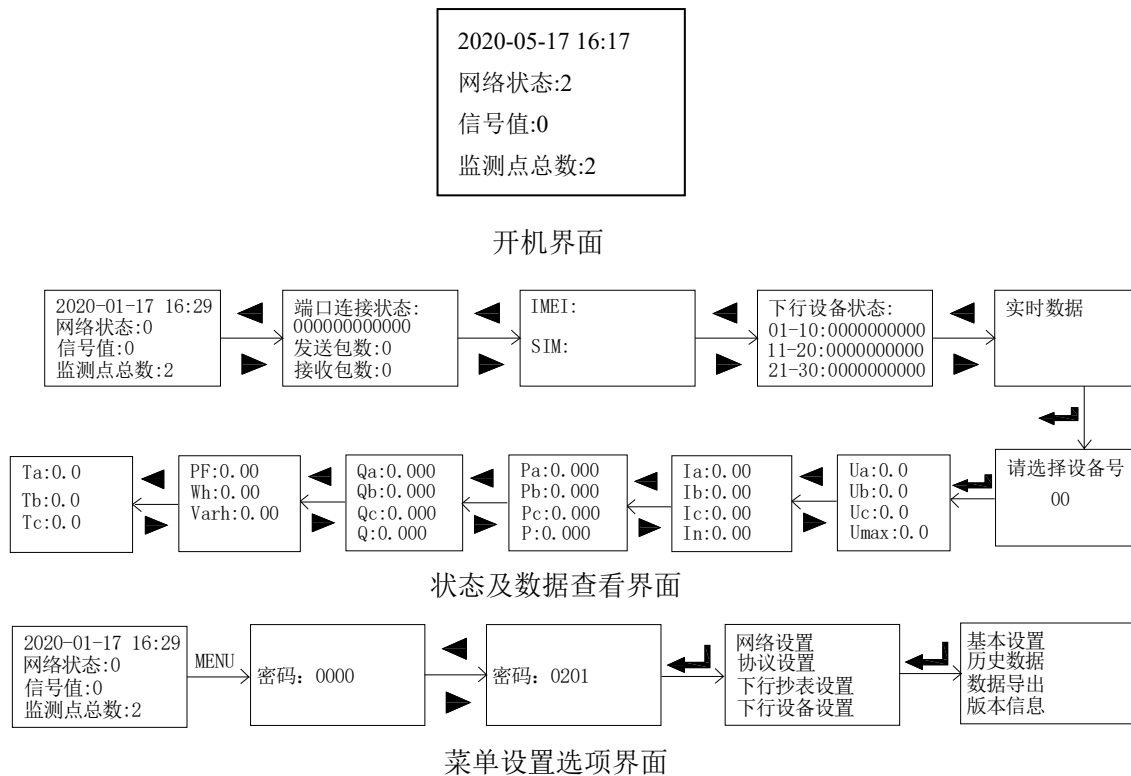 2020-05-17 16:17
网络状态:2
信号值:0
监测点总数:2
开机界面
2020-01-17 16:29
网络状态:0
信号值:0
监测点总数:2
端口连接状态:
000000000000
发送包数:0
接收包数:0
IMEI:
SIM:
下行设备状态:
01-10:0000000000
11-20:0000000000
21-30:0000000000
实时数据
请选择设备号
00
Ua:0.0
Ub:0.0
Uc:0.0
Umax:0.0
Ia:0.00
Ib:0.00
Ic:0.00
In:0.00
Pa:0.000
Pb:0.000
Pc:0.000
P:0.000
Qa:0.000
Qb:0.000
Qc:0.000
Q:0.000
PF:0.00
Wh:0.00
Varh:0.00
Ta:0.0
Tb:0.0
Tc:0.0
状态及数据查看界面
2020-01-17 16:29
网络状态:0
信号值:0
监测点总数:2
MENU
密码：0000
密码：0201
网络设置
协议设置
下行抄表设置
下行设备设置
基本设置
历史数据
数据导出
版本信息
菜单设置选项界面